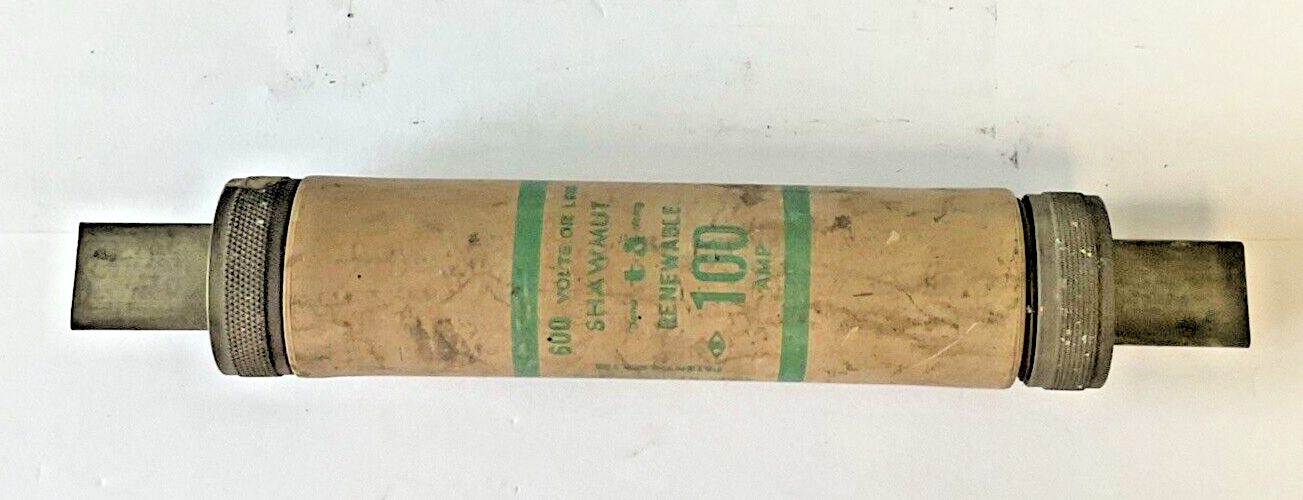 600 VOLTS OR LESS
SHAWMUT
t d
RENEWABLE
100
AMP